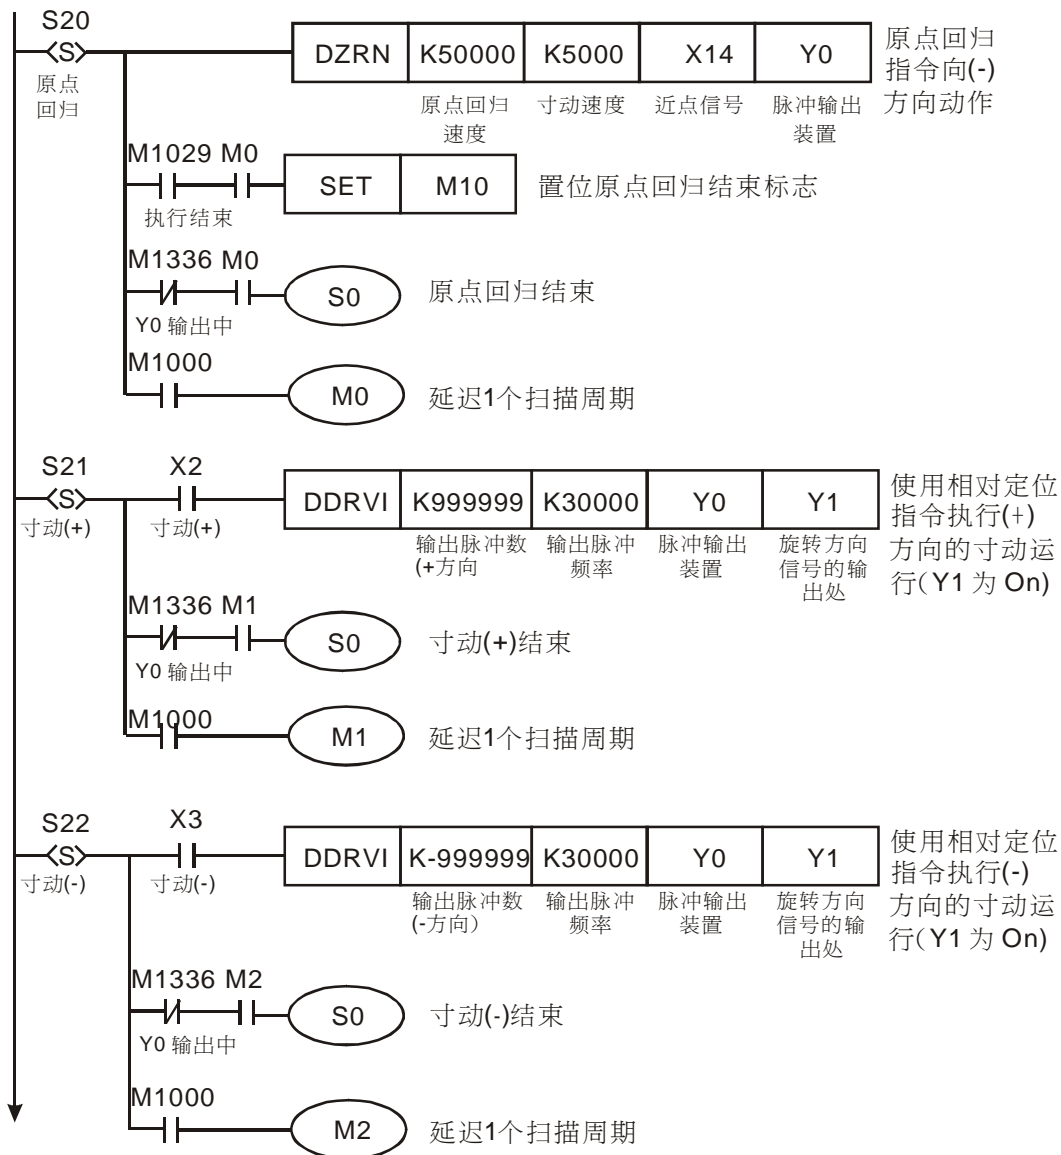 S20
S
原点
回归
DZRN K50000 K5000 X14 Y0
原点回归
速度
寸动速度
近点信号
脉冲输出
装置
原点回归
指令向(-)
方向动作
M1029 M0
执行结束
SET M10
置位原点回归结束标志
M1336 M0
Y0 输出中
S0
原点回归结束
M1000
M0
延迟1个扫描周期
S21
S
寸动(+)
X2
寸动(+)
DDRVI K999999 K30000 Y0 Y1
输出脉冲数
(+方向
输出脉冲
频率
脉冲输出
装置
旋转方向
信号的输
出处
使用相对定位
指令执行(+)
方向的寸动运
行(Y1 为 On)
M1336 M1
Y0 输出中
S0
寸动(+)结束
M1000
M1
延迟1个扫描周期
S22
S
寸动(-)
X3
寸动(-)
DDRVI K-999999 K30000 Y0 Y1
输出脉冲数
(-方向）
输出脉冲
频率
脉冲输出
装置
旋转方向
信号的输
出处
使用相对定位
指令执行(-)
方向的寸动运
行(Y1 为 On)
M1336 M2
Y0 输出中
S0
寸动(-)结束
M1000
M2
延迟1个扫描周期